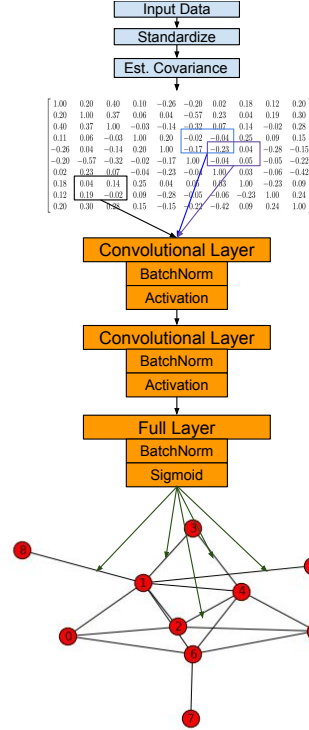 Input Data
Standardize
Est. Covariance
1.00 0.20 0.40 0.10 −0.26 −0.20 0.02 0.18 0.12 0.20
0.20 1.00 0.37 0.06 0.04 −0.57 0.23 0.04 0.19 0.30
0.40 0.37 1.00 −0.03 −0.14 −0.32 0.07 0.14 −0.02 0.28
0.11 0.06 −0.03 1.00 0.20 −0.02 −0.04 0.25 0.09 0.15
−0.26 0.04 −0.14 0.20 1.00 −0.17 −0.23 0.04 −0.28 −0.15
−0.20 −0.57 −0.32 −0.02 −0.17 1.00 −0.04 0.05 −0.05 −0.22
0.02 0.23 0.07 −0.04 −0.23 −0.04 1.00 0.03 −0.06 −0.42
0.18 0.04 0.14 0.25 0.04 0.05 0.03 1.00 −0.23 0.09
0.12 0.19 −0.02 0.09 −0.28 −0.05 −0.06 −0.23 1.00 0.24
0.20 0.30 0.28 0.15 −0.15 −0.22 −0.42 0.09 0.24 1.00
Convolutional Layer
BatchNorm
Activation
Convolutional Layer
BatchNorm
Activation
Full Layer
BatchNorm
Sigmoid
3
8
1
4
2
0
6
7